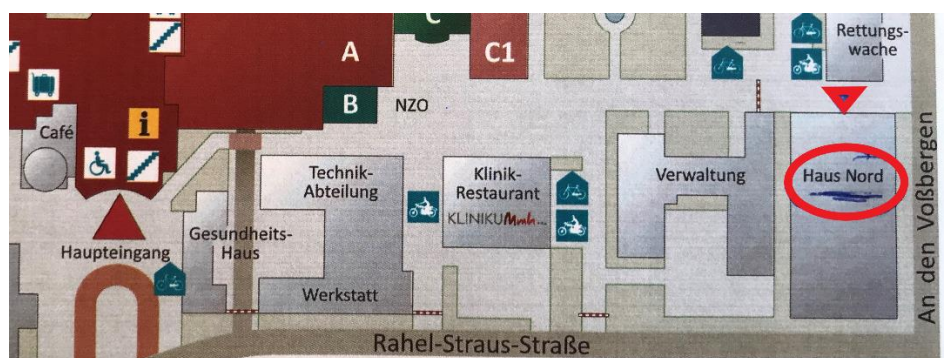 C
A
C1
Rettungs-
wache
B
NZO
i
Café
Technik-
Abteilung
Klinik-
Restaurant
KLINIKU
Verwaltung
Haus Nord
Haupteingang
Gesundheits-
Haus
Werkstatt
An den Voßbergen
Rahel-Straus-Straße